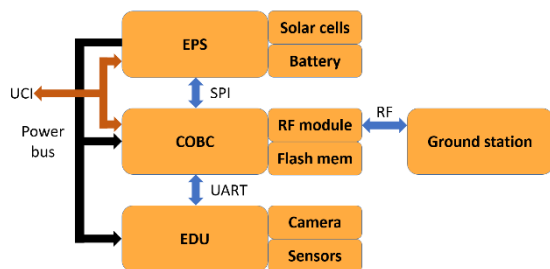 EPS
Solar cells
Battery
UCI
SPI
Power
bus
COBC
RF module
Flash mem
RF
Ground station
UART
EDU
Camera
Sensors